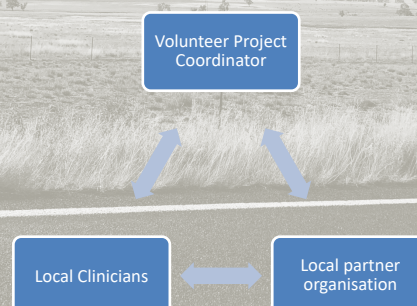 Volunteer Project
Coordinator
Local Clinicians
Local partner
organisation